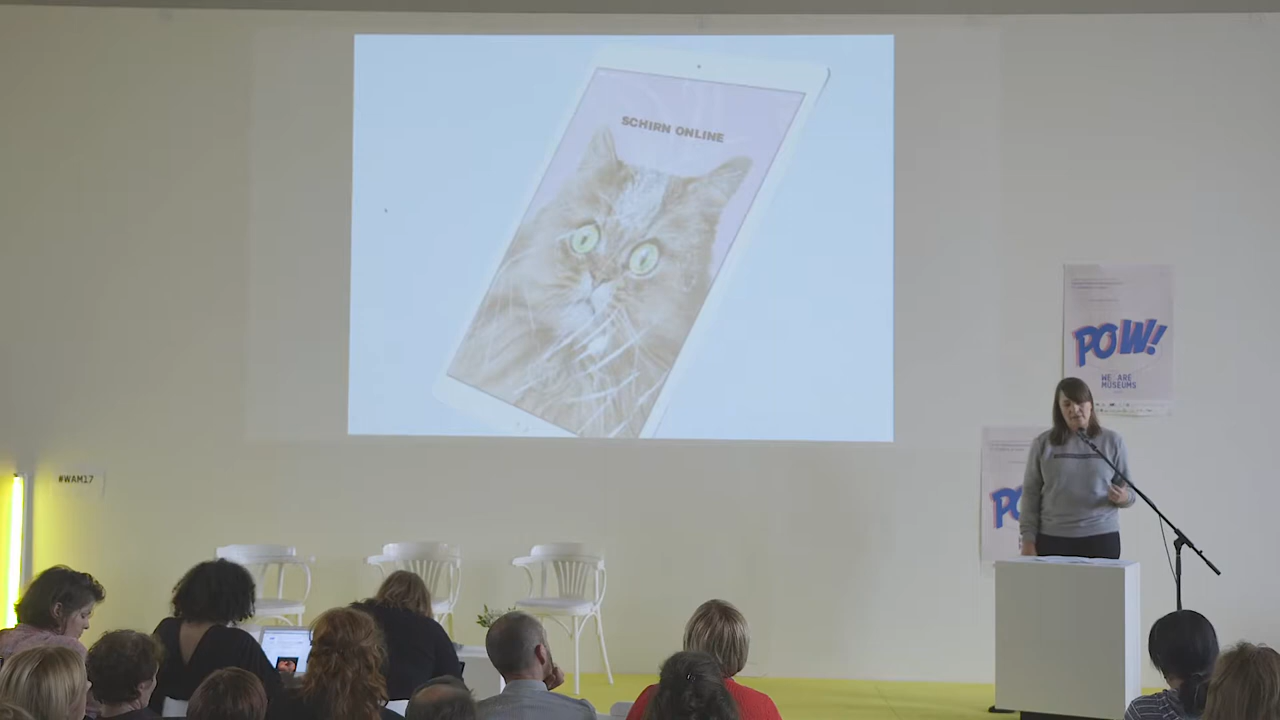 SCHIRN ONLINE
POW!
WE ARE
MUSEUMS
#WAM17
PO